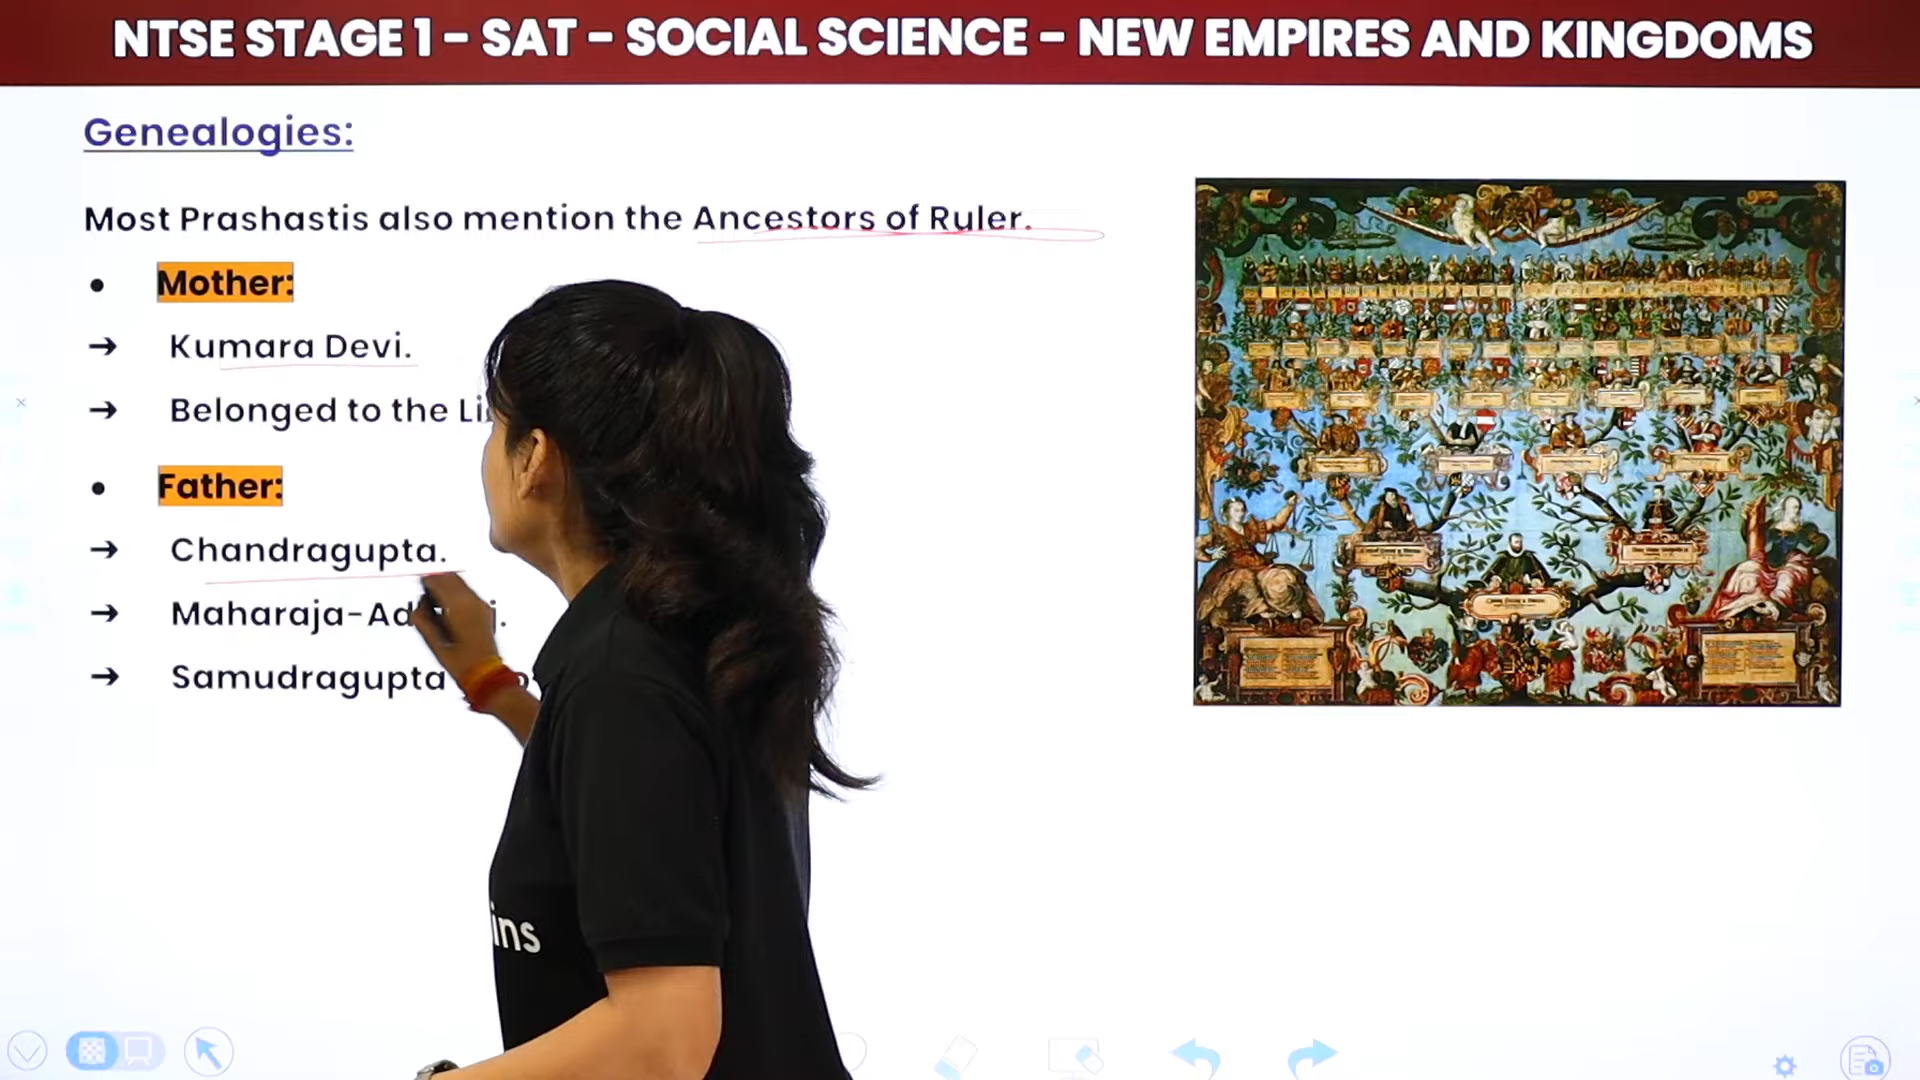 NTSE STAGE 1 - SAT - SOCIAL SCIENCE - NEW EMPIRES AND KINGDOMS
Genealogies:
Most Prashastis also mention the Ancestors of Ruler.
• Mother:
→ Kumara Devi.
→ Belonged to the
• Father:
→ Chandragupta.
→ Maharaja-
→ Samudragupta
ins